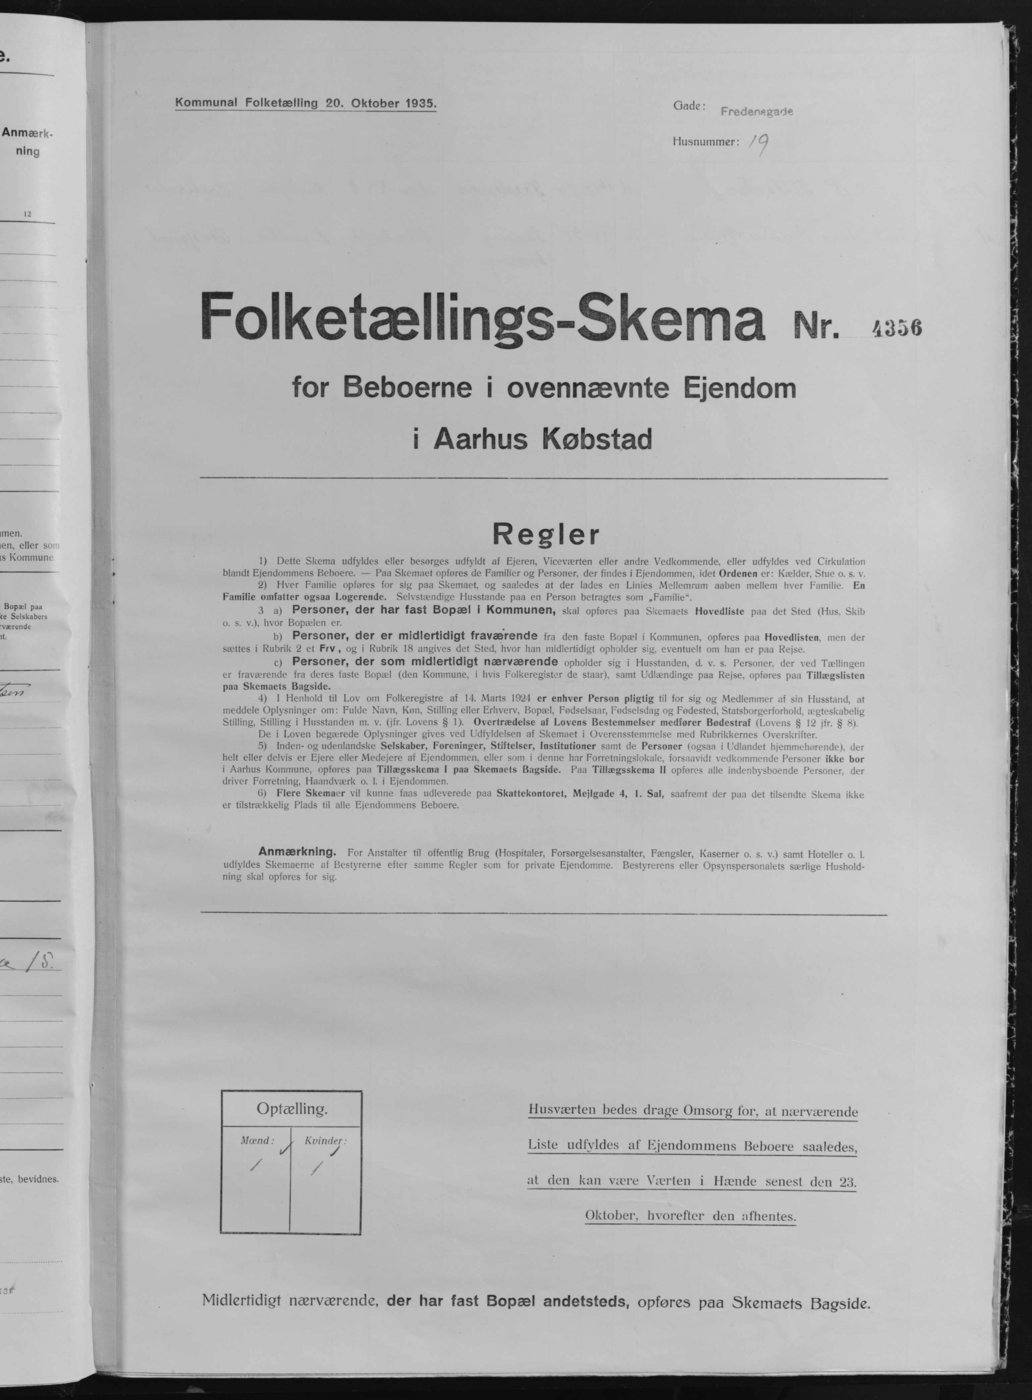 e.
Anmærk-
ning
12
men.
en, eller som
s Kommune
Bopæl paa
ke Selskabers
værende
t.
18.
ste, bevidnes.
Kommunal Folketælling 20. Oktober 1935.
Gade: Fredensgade
Husnummer: 19
Folketællings-Skema Nr. 4356
for Beboerne i ovennævnte Ejendom
i Aarhus Købstad
Regler
1) Dette Skema udfyldes eller besørges udfyldt af Ejeren, Viceværten eller andre Vedkommende, eller udfyldes ved Cirkulation
blandt Ejendommens Beboere. — Paa Skemaet opføres de Familier og Personer, der findes i Ejendommen, idet Ordenen er: Kælder, Stue o. s. v.
2) Hver Familie opføres for sig paa Skemaet, og saaledes at der lades en Linies Mellemrum aaben mellem hver Familie. En
Familie omfatter ogsaa Logerende. Selvstændige Husstande paa en Person betragtes som „Familie“.
3 a) Personer, der har fast Bopæl i Kommunen, skal opføres paa Skemaets Hovedliste paa det Sted (Hus, Skib
o. s. v.), hvor Bopælen er.
b) Personer, der er midlertidigt fraværende fra den faste Bopæl i Kommunen, opføres paa Hovedlisten, men der
sættes i Rubrik 2 et Frv, og i Rubrik 18 angives det Sted, hvor han midlertidigt opholder sig, eventuelt om han er paa Rejse.
c) Personer, der som midlertidigt nærværende opholder sig i Husstanden, d. v. s. Personer, der ved Tællingen
er fraværende fra deres faste Bopæl (den Kommune, i hvis Folkeregister de staar), samt Udlændinge paa Rejse, opføres paa Tillægslisten
paa Skemaets Bagside.
4) I Henhold til Lov om Folkeregistre af 14. Marts 1924 er enhver Person pligtig til for sig og Medlemmer af sin Husstand, at
meddele Oplysninger om: Fulde Navn, Køn, Stilling eller Erhverv, Bopæl, Fødselsaar, Fødselsdag og Fødested, Statsborgerforhold, ægteskabelig
Stilling, Stilling i Husstanden m. v. (jfr. Lovens § 1). Overtrædelse af Lovens Bestemmelser medfører Bødestraf (Lovens § 12 jfr. § 8).
De i Loven begærede Oplysninger gives ved Udfyldelsen af Skemaet i Overensstemmelse med Rubrikkernes Overskrifter.
5) Inden- og udenlandske Selskaber, Foreninger, Stiftelser, Institutioner samt de Personer (ogsaa i Udlandet hjemmehørende), der
helt eller delvis er Ejere eller Medejere af Ejendommen, eller som i denne har Forretningslokale, forsaavidt vedkommende Personer ikke bor
i Aarhus Kommune, opføres paa Tillægsskema I paa Skemaets Bagside. Paa Tillægsskema II opføres alle indenbysboende Personer, der
driver Forretning, Haandværk o. l. i Ejendommen.
6) Flere Skemaer vil kunne faas udleverede paa Skattekontoret, Mejlgade 4, 1. Sal, saafremt der paa det tilsendte Skema ikke
er tilstrækkelig Plads til alle Ejendommens Beboere.
Anmærkning. For Anstalter til offentlig Brug (Hospitaler, Forsørgelsesanstalter, Fængsler, Kaserner o. s. v.) samt Hoteller o. l.
udfyldes Skemaerne af Bestyrerne efter samme Regler som for private Ejendomme. Bestyrerens eller Opsynspersonalets særlige Hushold-
ning skal opføres for sig.
Optælling.
Mænd: Kvinder:
1 1
Husværten bedes drage Omsorg for, at nærværende
Liste udfyldes af Ejendommens Beboere saaledes,
at den kan være Værten i Hænde senest den 23.
Oktober, hvorefter den afhentes.
Midlertidigt nærværende, der har fast Bopæl andetsteds, opføres paa Skemaets Bagside.